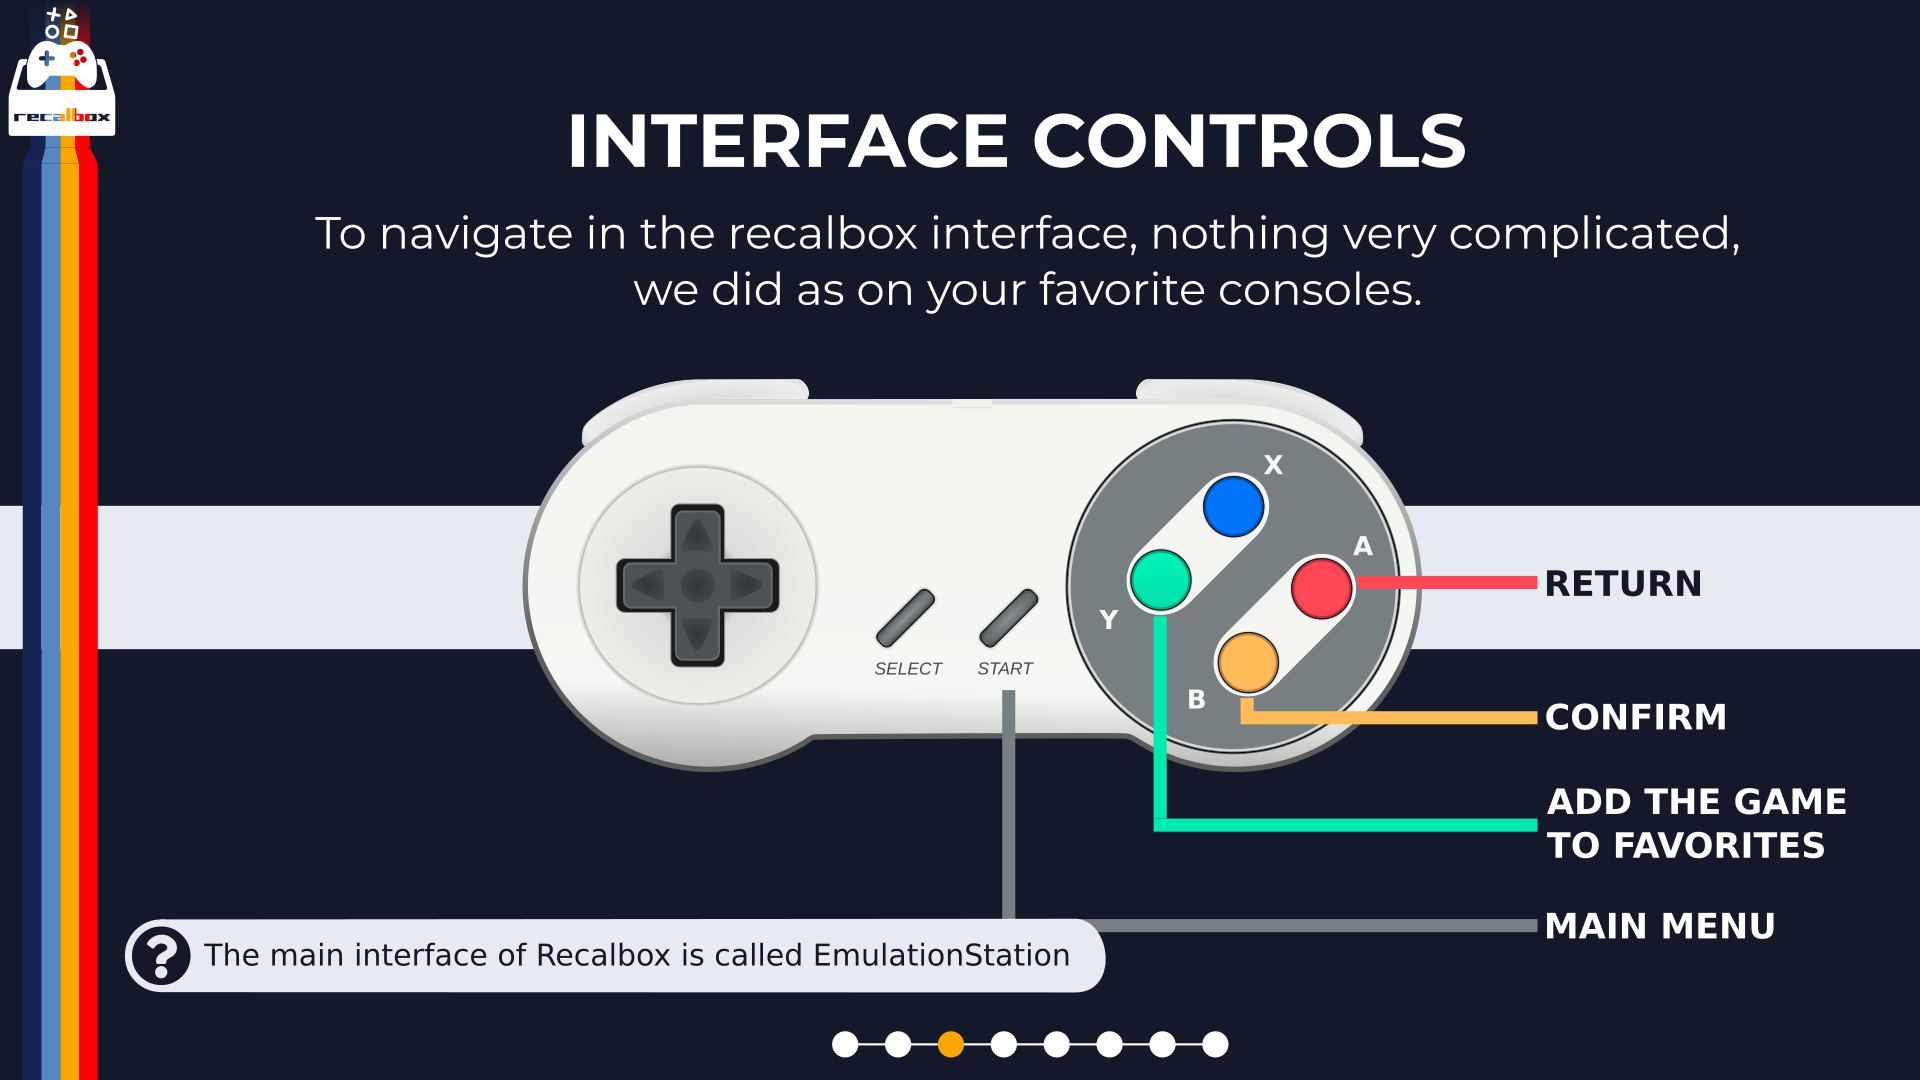 recalbox
INTERFACE CONTROLS
To navigate in the recalbox interface, nothing very complicated,
we did as on your favorite consoles.
X
A
Y
B
SELECT
START
RETURN
CONFIRM
ADD THE GAME
TO FAVORITES
MAIN MENU
? The main interface of Recalbox is called EmulationStation